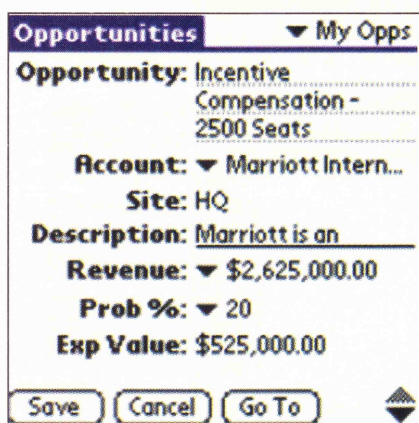 Opportunities My Opps
Opportunity: Incentive
Compensation -
2500 Seats
Account: Marriott Intern...
Site: HQ
Description: Marriott is an
Revenue: $2,625,000.00
Prob %: 20
Exp Value: $525,000.00
Save Cancel Go To